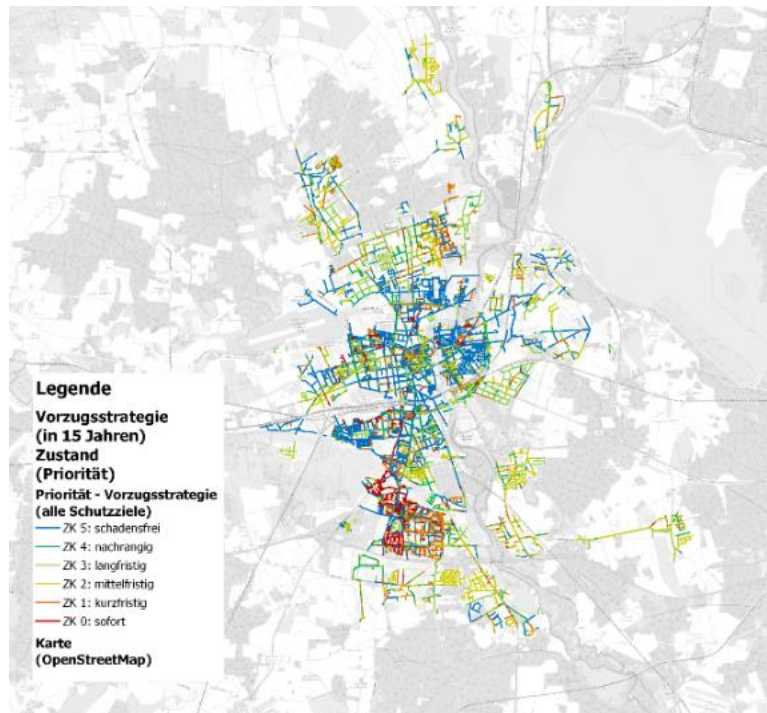 Legende
Vorzugsstrategie
(in 15 Jahren)
Zustand
(Priorität)
Priorität - Vorzugsstrategie
(alle Schutzziele)
ZK 5: schadensfrei
ZK 4: nachrangig
ZK 3: langfristig
ZK 2: mittelfristig
ZK 1: kurzfristig
ZK 0: sofort
Karte
(OpenStreetMap)